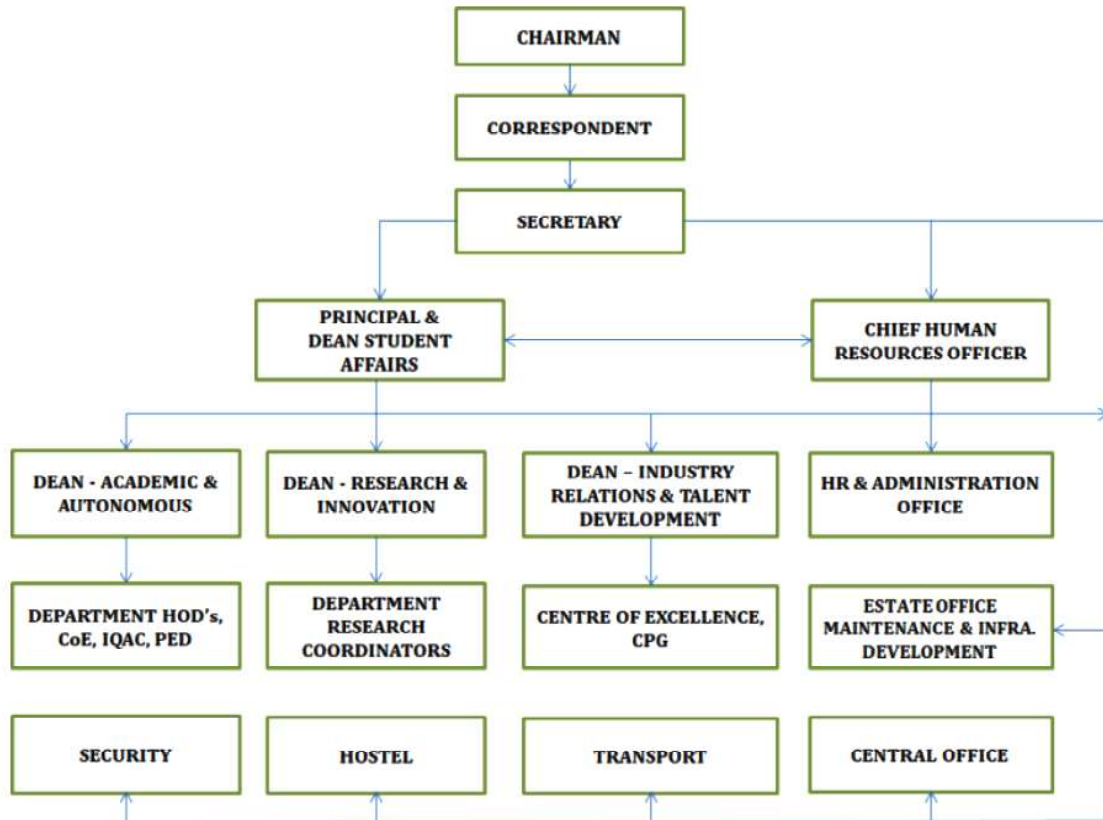 CHAIRMAN
CORRESPONDENT
SECRETARY
PRINCIPAL &
DEAN STUDENT
AFFAIRS
CHIEF HUMAN
RESOURCES OFFICER
DEAN - ACADEMIC &
AUTONOMOUS
DEAN - RESEARCH &
INNOVATION
DEAN – INDUSTRY
RELATIONS & TALENT
DEVELOPMENT
HR & ADMINISTRATION
OFFICE
DEPARTMENT HOD's,
CoE, IQAC, PED
DEPARTMENT
RESEARCH
COORDINATORS
CENTRE OF EXCELLENCE,
CPG
ESTATE OFFICE
MAINTENANCE & INFRA.
DEVELOPMENT
SECURITY
HOSTEL
TRANSPORT
CENTRAL OFFICE